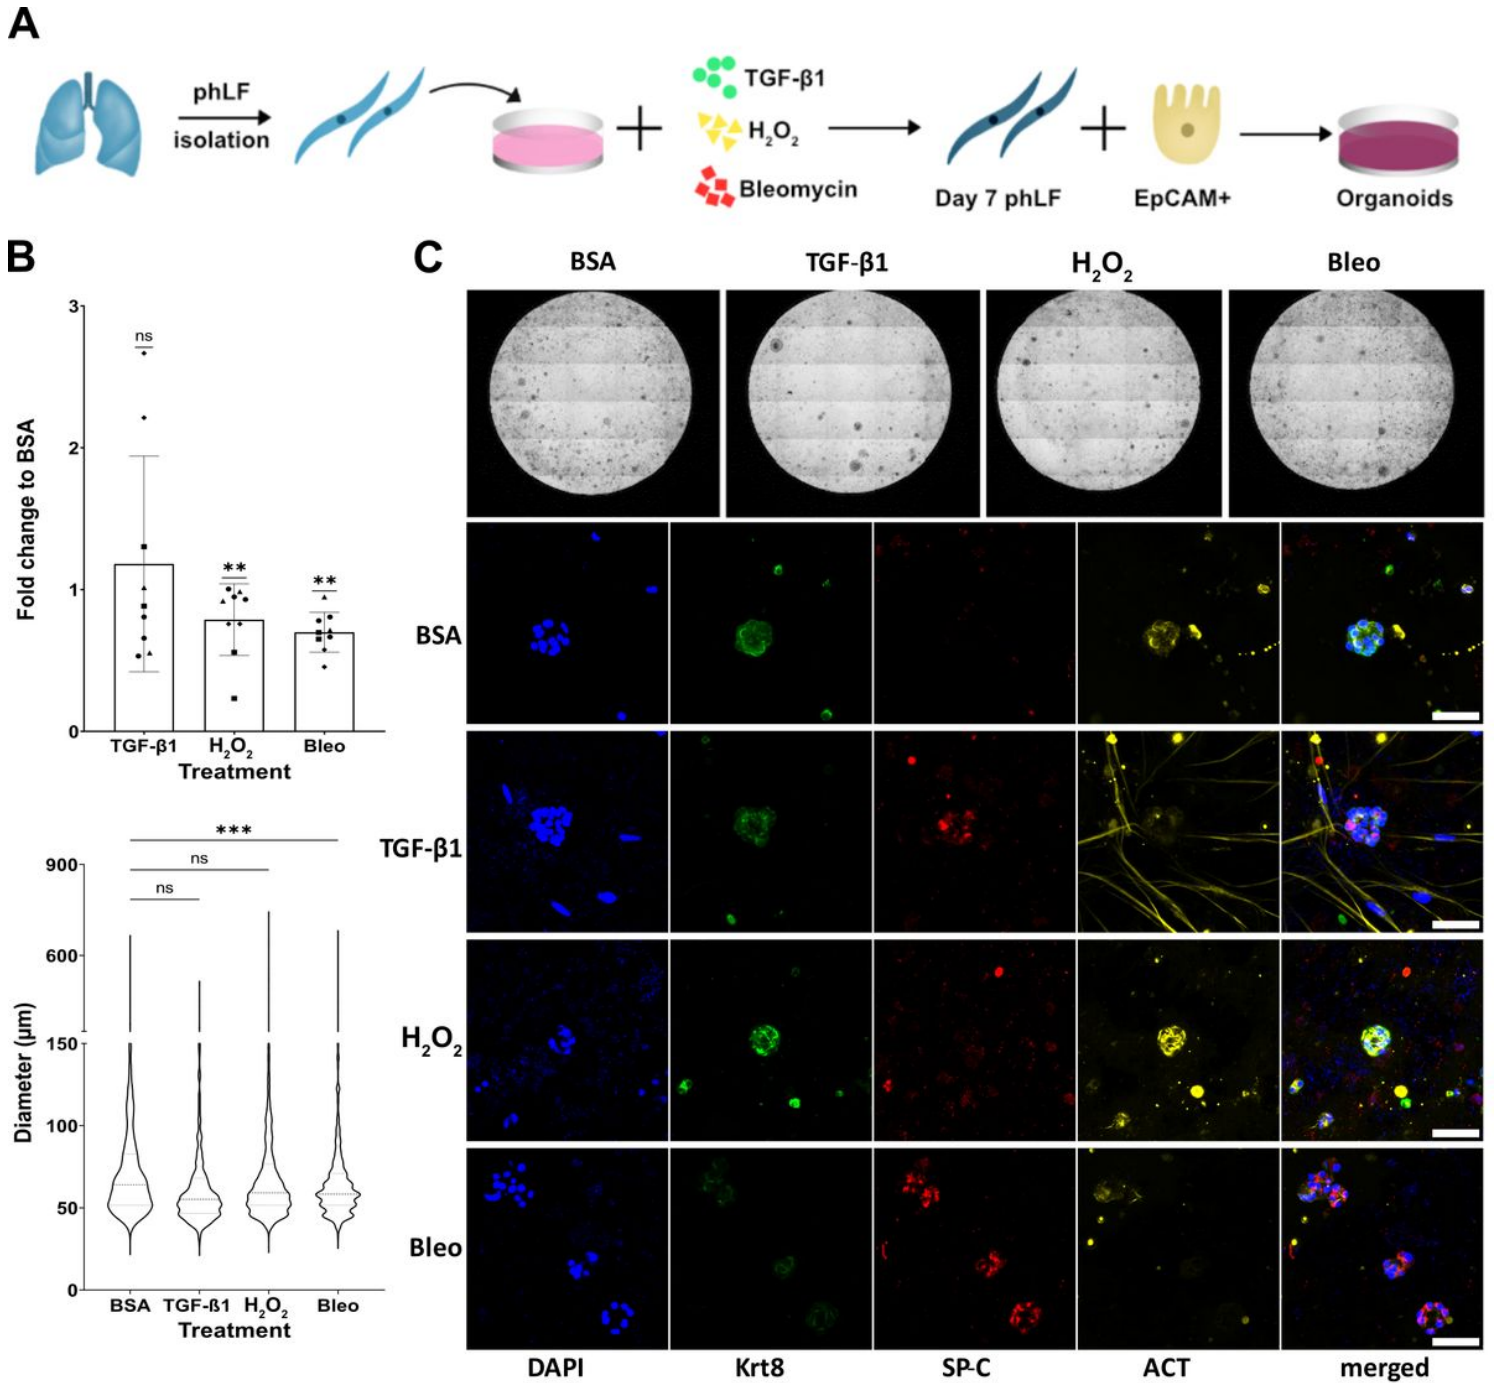 A
phLF
isolation
TGF-β1
H₂O₂
Bleomycin
Day 7 phLF
EpCAM+
Organoids
B
3
2
1
0
Fold change to BSA
ns
**
**
TGF-β1
H₂O₂
Bleo
Treatment
***
ns
ns
900
600
150
100
50
0
Diameter (µm)
BSA
TGF-ß1
H₂O₂
Bleo
Treatment
C
BSA
TGF-β1
H₂O₂
Bleo
BSA
TGF-β1
H₂O₂
Bleo
DAPI
Krt8
SP-C
ACT
merged